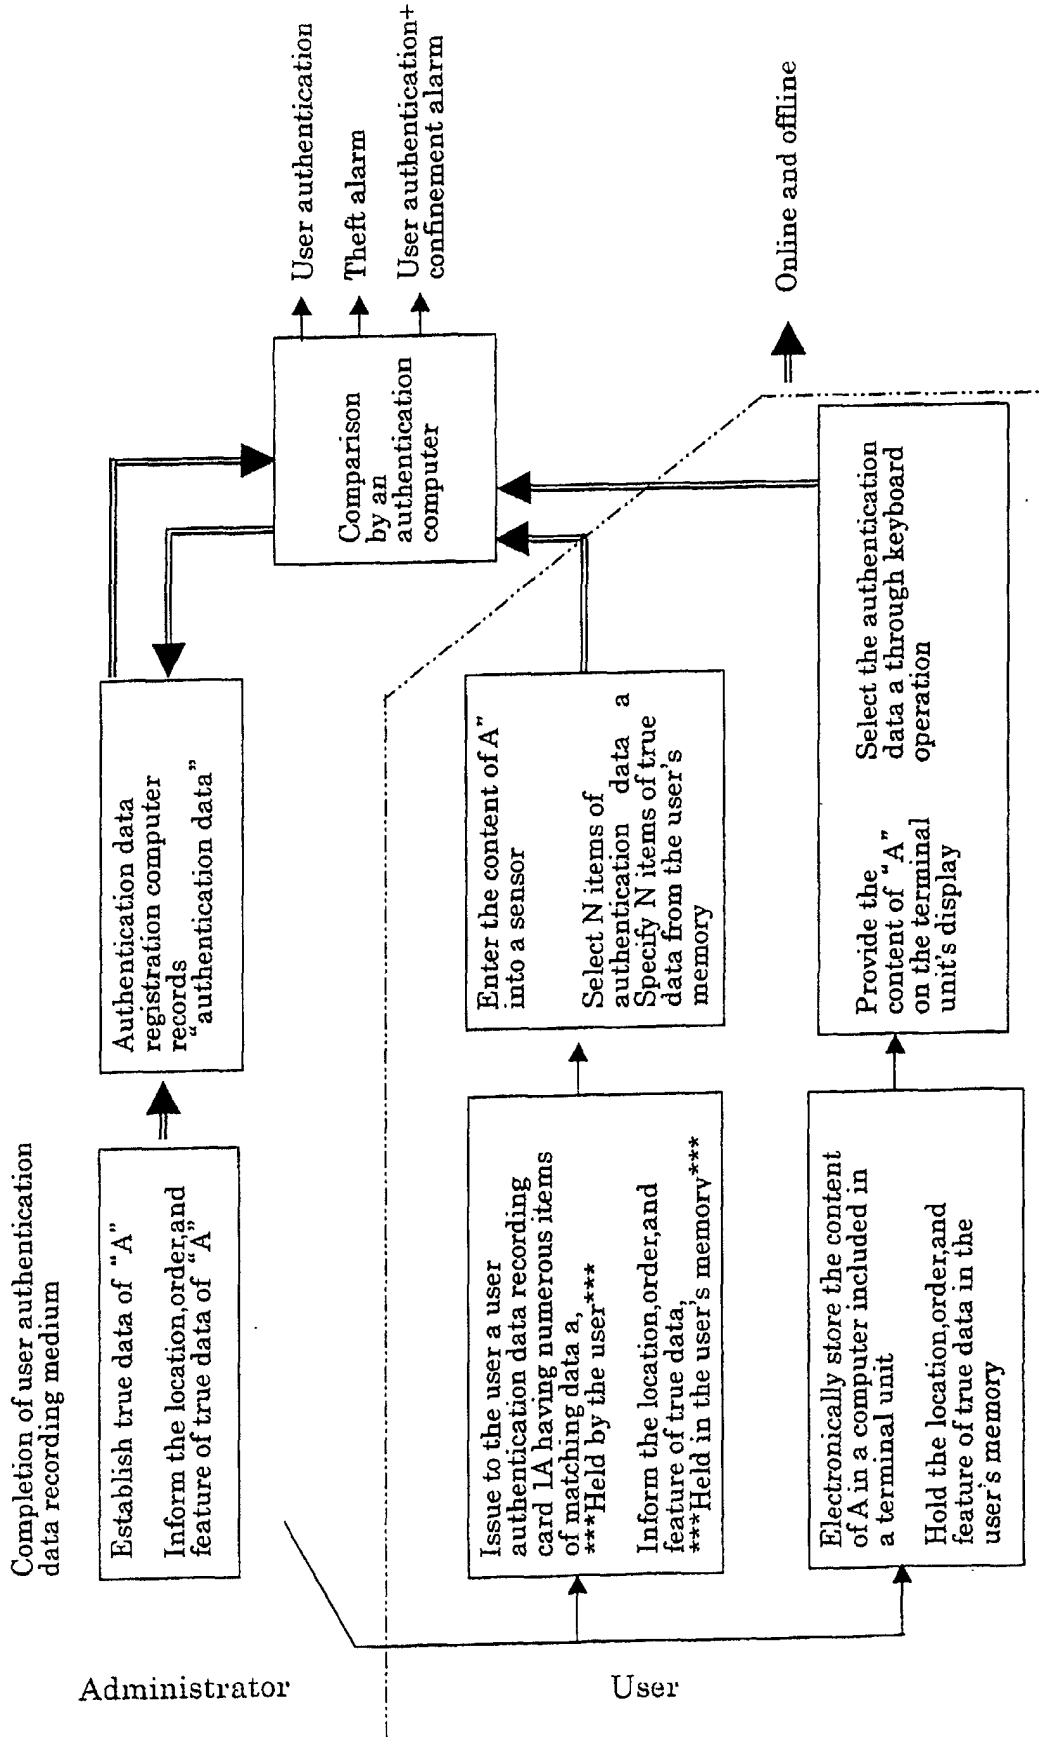 Completion of user authentication
data recording medium
Administrator
Establish true data of "A"
Inform the location,order,and
feature of true data of "A"
Authentication data
registration computer
records
"authentication data"
Comparison
by an
authentication
computer
User authentication
Theft alarm
User authentication+
confinement alarm
User
Issue to the user a user
authentication data recording
card 1A having numerous items
of matching data a,
***Held by the user***
Inform the location,order,and
feature of true data,
***Held in the user's memory***
Enter the content of A"
into a sensor
Select N items of
authentication data a
Specify N items of true
data from the user's
memory
Electronically store the content
of A in a computer included in
a terminal unit
Hold the location,order,and
feature of true data in the
user's memory
Provide the
content of "A"
on the terminal
unit's display
Select the authentication
data a through keyboard
operation
Online and offline